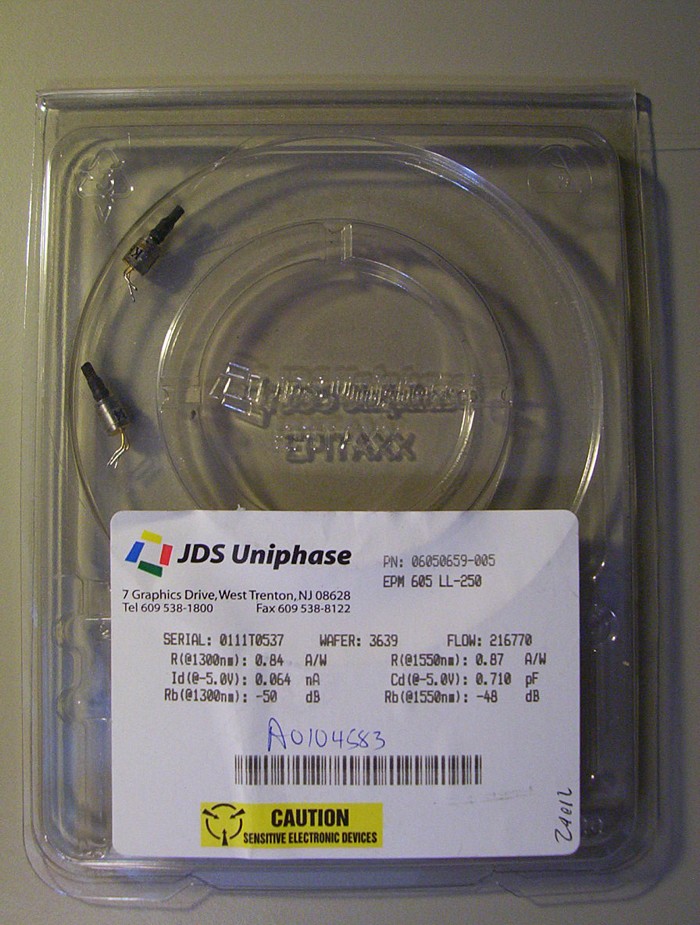 JDS Uniphase
EPITAXX
JDS Uniphase
7 Graphics Drive, West Trenton, NJ 08628
Tel 609 538-1800 Fax 609 538-8122
PN: 06050659-005
EPM 605 LL-250
SERIAL: 0111T0537 WAFER: 3639 FLOW: 216770
R(@1300nm): 0.84 A/W R(@1550nm): 0.87 A/W
Id(@-5.0V): 0.064 nA Cd(@-5.0V): 0.710 pF
Rb(@1300nm): -50 dB Rb(@1550nm): -48 dB
A0104583
CAUTION
SENSITIVE ELECTRONIC DEVICES